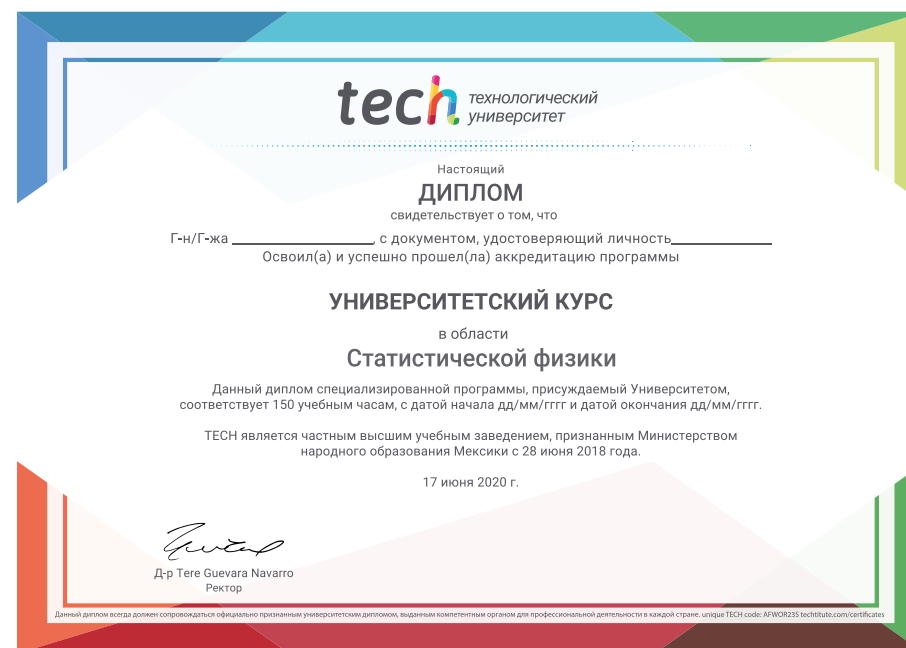 tech технологический
университет
Настоящий
ДИПЛОМ
свидетельствует о том, что
Г-н/Г-жа ________________, с документом, удостоверяющий личность____________
Освоил(а) и успешно прошел(ла) аккредитацию программы
УНИВЕРСИТЕТСКИЙ КУРС
в области
Статистической физики
Данный диплом специализированной программы, присуждаемый Университетом,
соответствует 150 учебным часам, с датой начала дд/мм/гггг и датой окончания дд/мм/гггг.
TECH является частным высшим учебным заведением, признанным Министерством
народного образования Мексики с 28 июня 2018 года.
17 июня 2020 г.
Д-р Tere Guevara Navarro
Ректор
Данный диплом всегда должен сопровождаться официально признанным университетским дипломом, выданным компетентным органом для профессиональной деятельности в каждой стране. unique TECH code: AFWOR23S techtitute.com/certificates